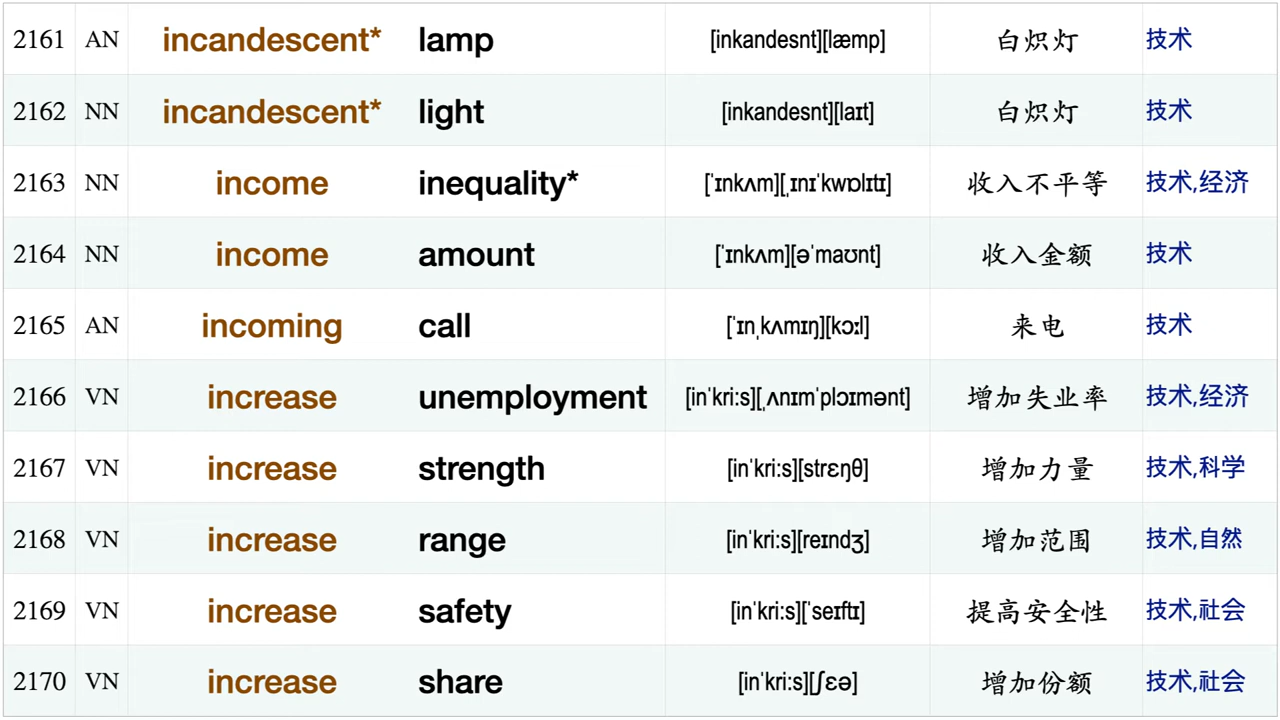 2161 AN incandescent* lamp [inkandesnt][læmp] 白炽灯 技术
2162 NN incandescent* light [inkandesnt][laɪt] 白炽灯 技术
2163 NN income inequality* [ˈɪnkʌm][ˌɪnɪˈkwɒlɪtɪ] 收入不平等 技术,经济
2164 NN income amount [ˈɪnkʌm][əˈmaʊnt] 收入金额 技术
2165 AN incoming call [ˈɪnˌkʌmɪŋ][kɔːl] 来电 技术
2166 VN increase unemployment [inˈkriːs][ˌʌnɪmˈplɔɪmənt] 增加失业率 技术,经济
2167 VN increase strength [inˈkriːs][strɛŋθ] 增加力量 技术,科学
2168 VN increase range [inˈkriːs][reɪndʒ] 增加范围 技术,自然
2169 VN increase safety [inˈkriːs][ˈseɪftɪ] 提高安全性 技术,社会
2170 VN increase share [inˈkriːs][ʃɛə] 增加份额 技术,社会